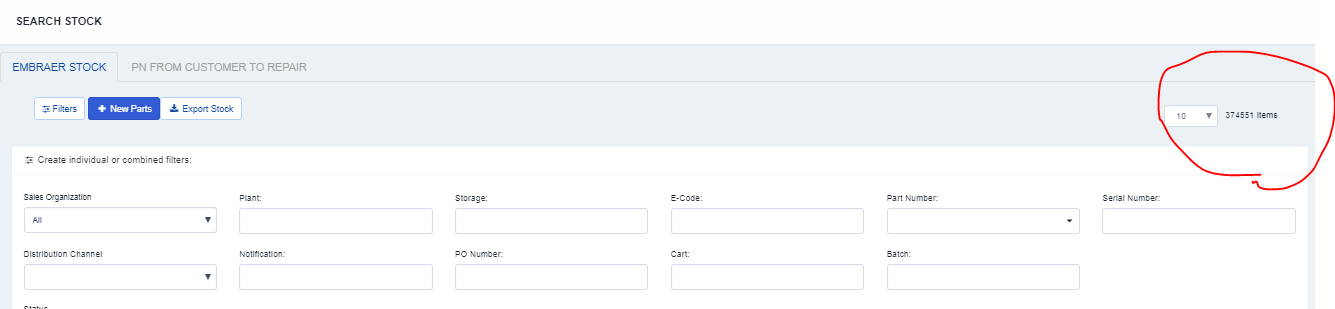 SEARCH STOCK
EMBRAER STOCK PN FROM CUSTOMER TO REPAIR
Filters + New Parts Export Stock 10 374551 Items
Create individual or combined filters:
Sales Organization Plant: Storage: E-Code: Part Number: Serial Number:
All
Distribution Channel Notification: PO Number: Cart: Batch:
Status